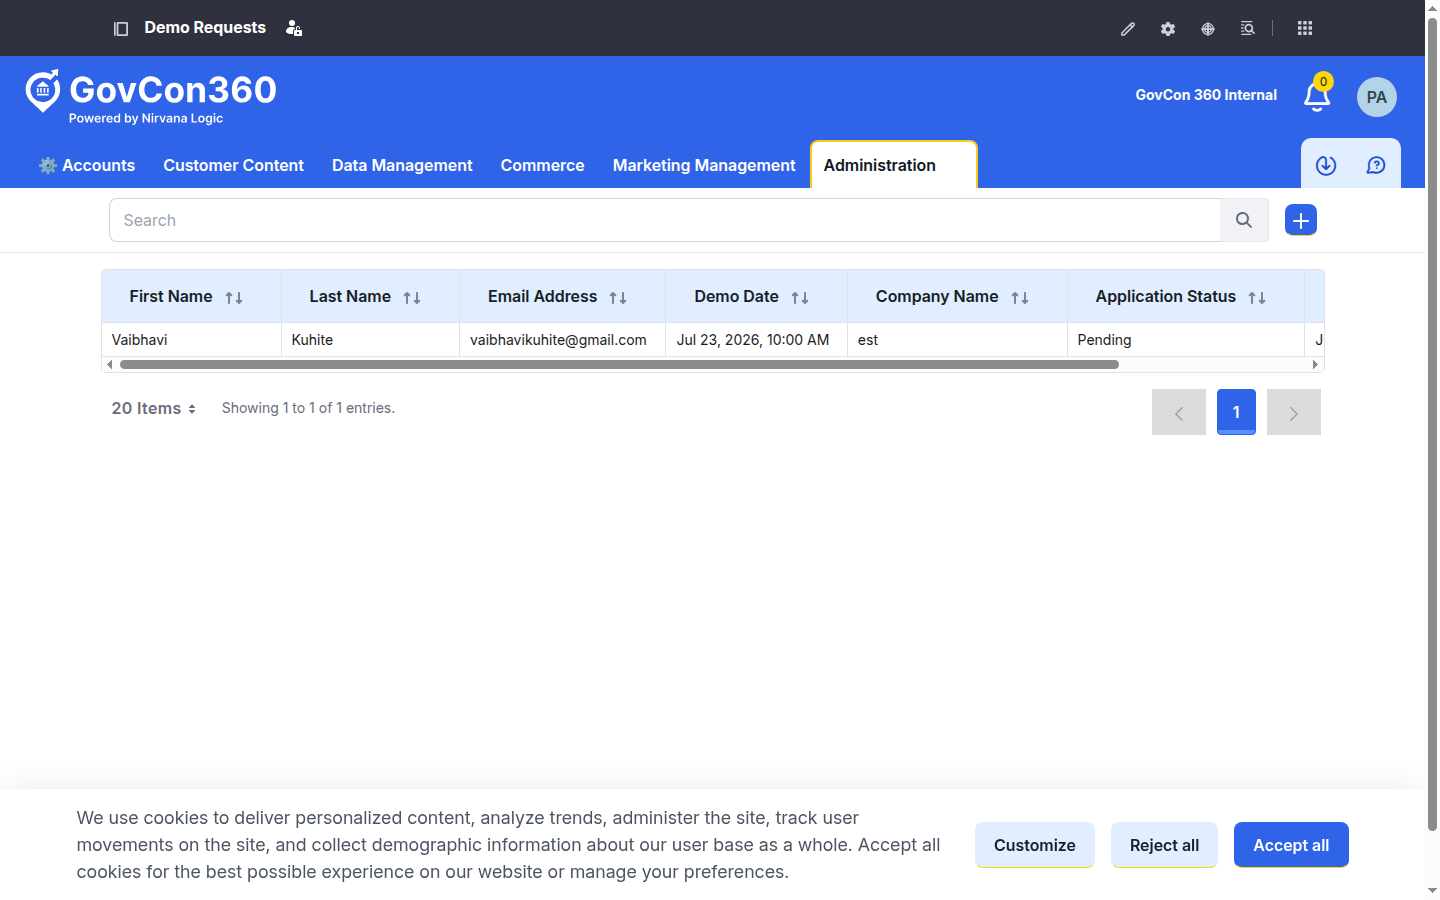 Demo Requests
GovCon360
Powered by Nirvana Logic
GovCon 360 Internal
0
PA
Accounts
Customer Content
Data Management
Commerce
Marketing Management
Administration
Search
First Name
Last Name
Email Address
Demo Date
Company Name
Application Status
Vaibhavi
Kuhite
vaibhavikuhite@gmail.com
Jul 23, 2026, 10:00 AM
est
Pending
J
20 Items
Showing 1 to 1 of 1 entries.
1
We use cookies to deliver personalized content, analyze trends, administer the site, track user
movements on the site, and collect demographic information about our user base as a whole. Accept all
cookies for the best possible experience on our website or manage your preferences.
Customize
Reject all
Accept all